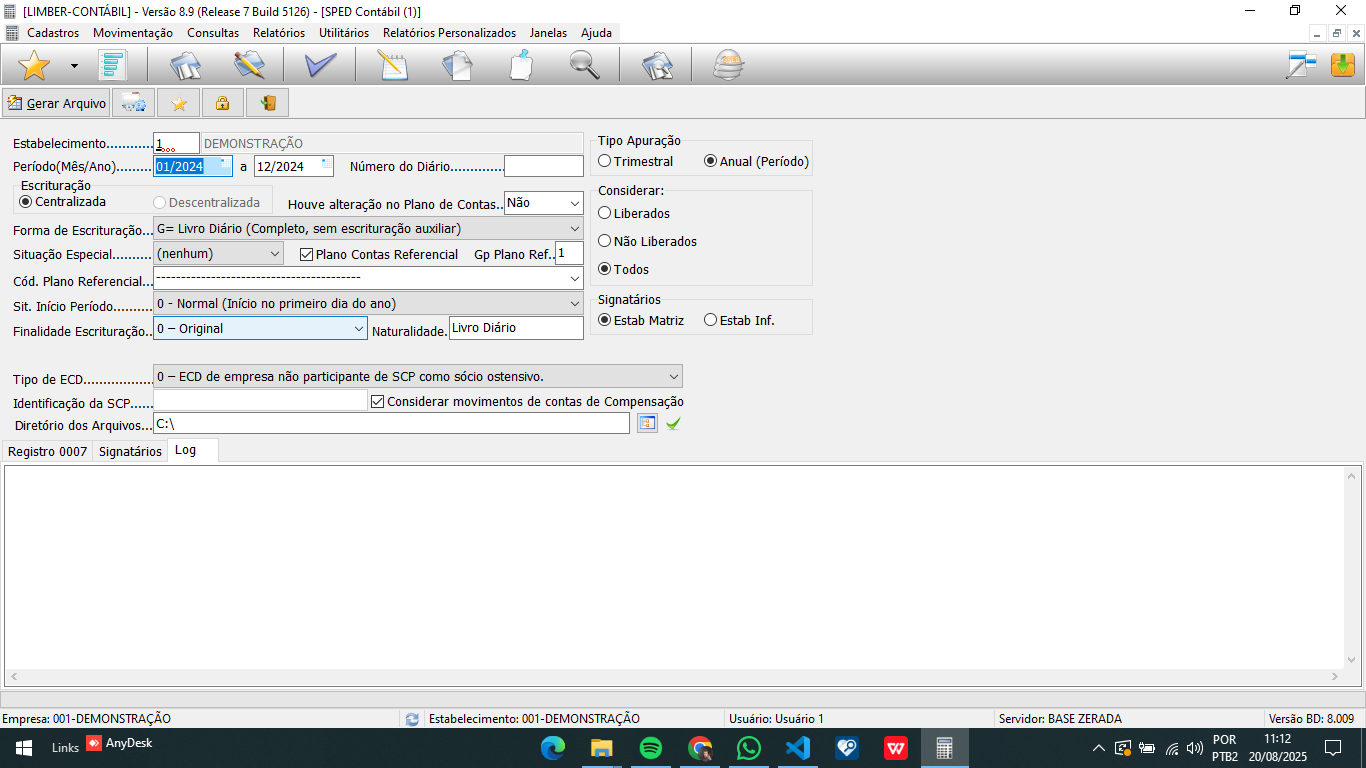 [LIMBER-CONTÁBIL] - Versão 8.9 (Release 7 Build 5126) - [SPED Contábil (1)]
Cadastros Movimentação Consultas Relatórios Utilitários Relatórios Personalizados Janelas Ajuda
Gerar Arquivo
Estabelecimento............ 1 DEMONSTRAÇÃO
Período(Mês/Ano)......... 01/2024 a 12/2024 Número do Diário..............
Escrituração
Centralizada Descentralizada Houve alteração no Plano de Contas.. Não
Forma de Escrituração... G= Livro Diário (Completo, sem escrituração auxiliar)
Situação Especial.......... (nenhum) Plano Contas Referencial Gp Plano Ref.. 1
Cód. Plano Referencial... -----------------------------------------
Sit. Início Período......... 0 - Normal (Início no primeiro dia do ano)
Finalidade Escrituração.. 0 – Original Naturalidade. Livro Diário
Tipo Apuração
Trimestral Anual (Período)
Considerar:
Liberados
Não Liberados
Todos
Signatários
Estab Matriz Estab Inf.
Tipo de ECD................. 0 – ECD de empresa não participante de SCP como sócio ostensivo.
Identificação da SCP...... Considerar movimentos de contas de Compensação
Diretório dos Arquivos... C:\
Registro 0007 Signatários Log
Empresa: 001-DEMONSTRAÇÃO Estabelecimento: 001-DEMONSTRAÇÃO Usuário: Usuário 1 Servidor: BASE ZERADA Versão BD: 8.009
Links AnyDesk POR 11:12
PTB2 20/08/2025